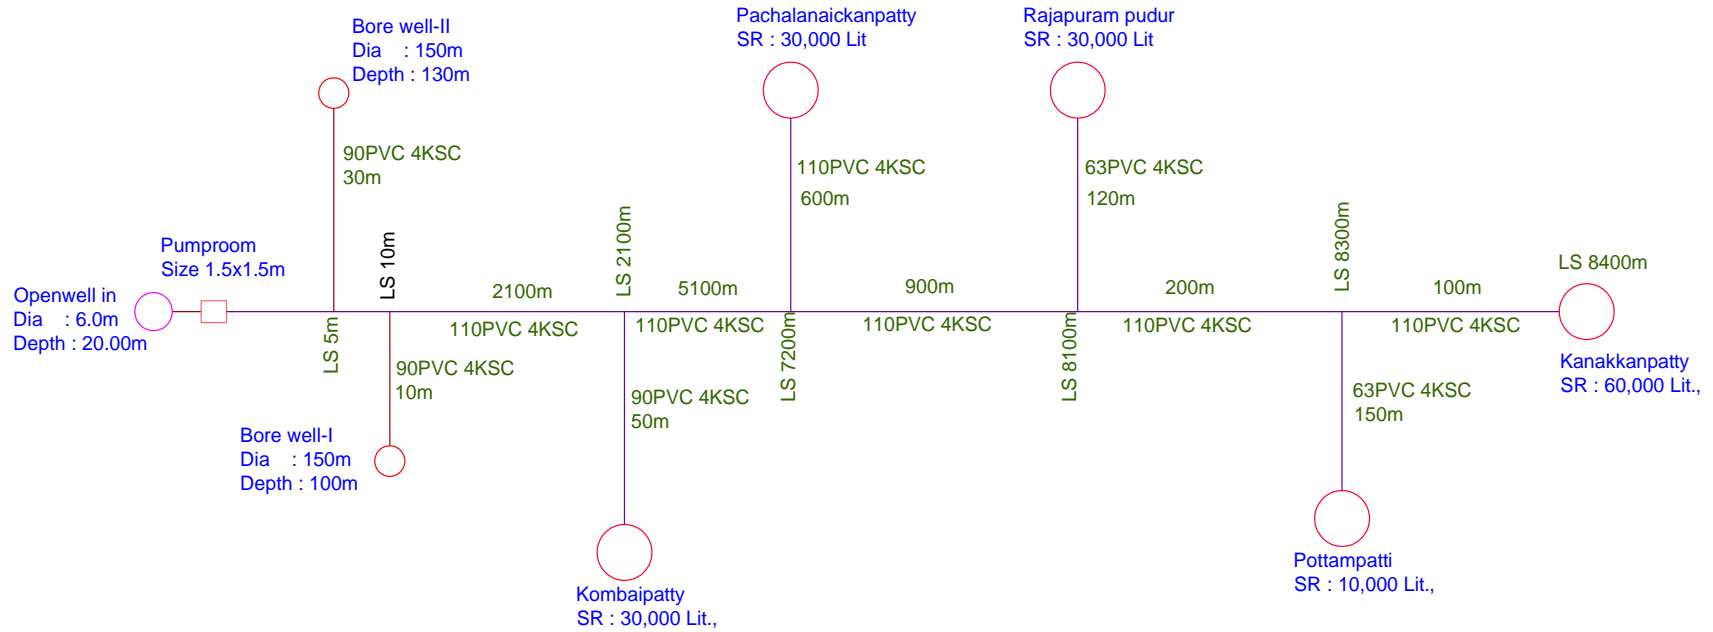 Bore well-II
Dia : 150m
Depth : 130m
Pachalanaickanpatty
SR : 30,000 Lit
Rajapuram pudur
SR : 30,000 Lit
90PVC 4KSC
30m
110PVC 4KSC
600m
63PVC 4KSC
120m
Pumproom
Size 1.5x1.5m
LS 10m
LS 2100m
LS 8300m
LS 8400m
Openwell in
Dia : 6.0m
Depth : 20.00m
2100m
5100m
900m
200m
100m
110PVC 4KSC
110PVC 4KSC
110PVC 4KSC
110PVC 4KSC
110PVC 4KSC
LS 5m
LS 7200m
LS 8100m
90PVC 4KSC
10m
90PVC 4KSC
50m
63PVC 4KSC
150m
Kanakkanpatty
SR : 60,000 Lit.,
Bore well-I
Dia : 150m
Depth : 100m
Kombaipatty
SR : 30,000 Lit.,
Pottampatti
SR : 10,000 Lit.,